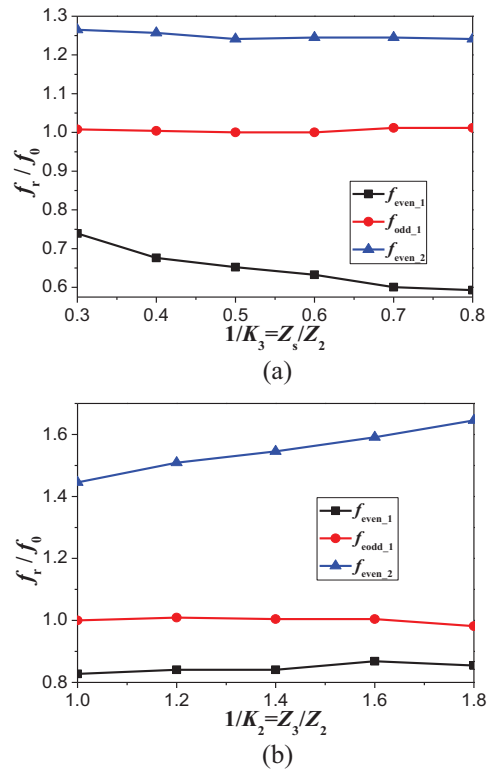 1.3
1.2
1.1
1.0
0.9
0.8
0.7
0.6
f_r / f_0
f_even_1
f_odd_1
f_even_2
0.3 0.4 0.5 0.6 0.7 0.8
1/K_3=Z_s/Z_2
(a)
1.6
1.4
1.2
1.0
0.8
f_r / f_0
f_even_1
f_eodd_1
f_even_2
1.0 1.2 1.4 1.6 1.8
1/K_2=Z_3/Z_2
(b)